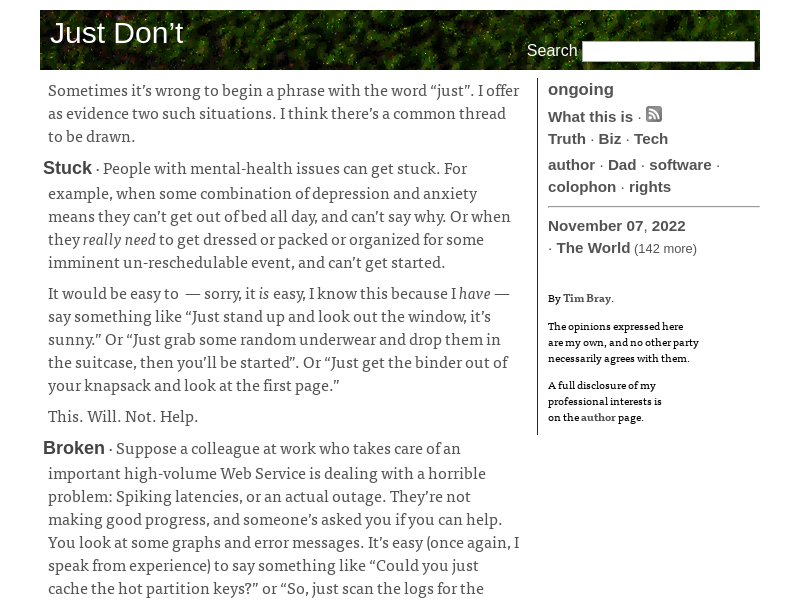 Just Don't
Search
Sometimes it's wrong to begin a phrase with the word “just”. I offer
as evidence two such situations. I think there's a common thread
to be drawn.
Stuck · People with mental-health issues can get stuck. For
example, when some combination of depression and anxiety
means they can't get out of bed all day, and can't say why. Or when
they really need to get dressed or packed or organized for some
imminent un-reschedulable event, and can't get started.
It would be easy to — sorry, it is easy, I know this because I have —
say something like “Just stand up and look out the window, it's
sunny.” Or “Just grab some random underwear and drop them in
the suitcase, then you'll be started”. Or “Just get the binder out of
your knapsack and look at the first page.”
This. Will. Not. Help.
Broken · Suppose a colleague at work who takes care of an
important high-volume Web Service is dealing with a horrible
problem: Spiking latencies, or an actual outage. They're not
making good progress, and someone's asked you if you can help.
You look at some graphs and error messages. It's easy (once again, I
speak from experience) to say something like “Could you just
cache the hot partition keys?” or “So, just scan the logs for the
ongoing
What this is ·
Truth · Biz · Tech
author · Dad · software ·
colophon · rights
November 07, 2022
· The World (142 more)
By Tim Bray.
The opinions expressed here
are my own, and no other party
necessarily agrees with them.
A full disclosure of my
professional interests is
on the author page.